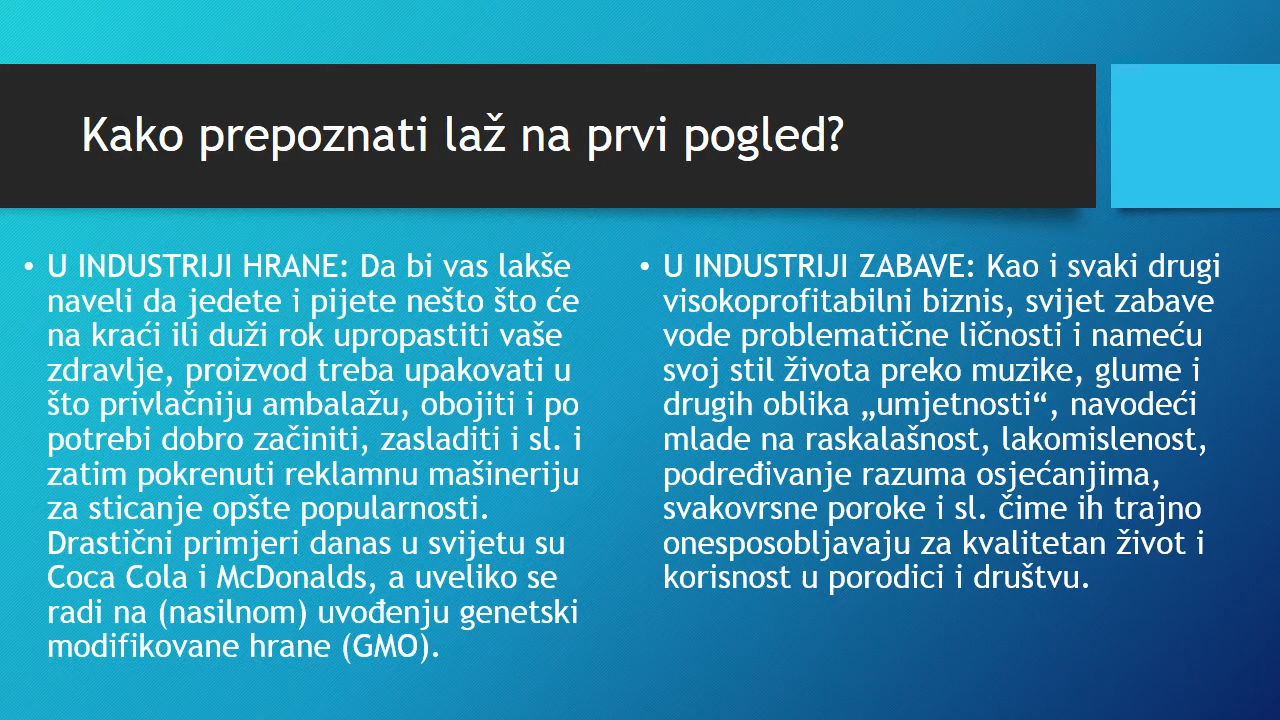 Kako prepoznati laž na prvi pogled?
• U INDUSTRIJI HRANE: Da bi vas lakše
naveli da jedete i pijete nešto što će
na kraći ili duži rok upropastiti vaše
zdravlje, proizvod treba upakovati u
što privlačniju ambalažu, obojiti i po
potrebi dobro začiniti, zasladiti i sl. i
zatim pokrenuti reklamnu mašineriju
za sticanje opšte popularnosti.
Drastični primjeri danas u svijetu su
Coca Cola i McDonalds, a uveliko se
radi na (nasilnom) uvođenju genetski
modifikovane hrane (GMO).
• U INDUSTRIJI ZABAVE: Kao i svaki drugi
visokoprofitabilni biznis, svijet zabave
vode problematične ličnosti i nameću
svoj stil života preko muzike, glume i
drugih oblika „umjetnosti“, navodeći
mlade na raskalašnost, lakomislenost,
podređivanje razuma osjećanjima,
svakovrsne poroke i sl. čime ih trajno
onesposobljavaju za kvalitetan život i
korisnost u porodici i društvu.